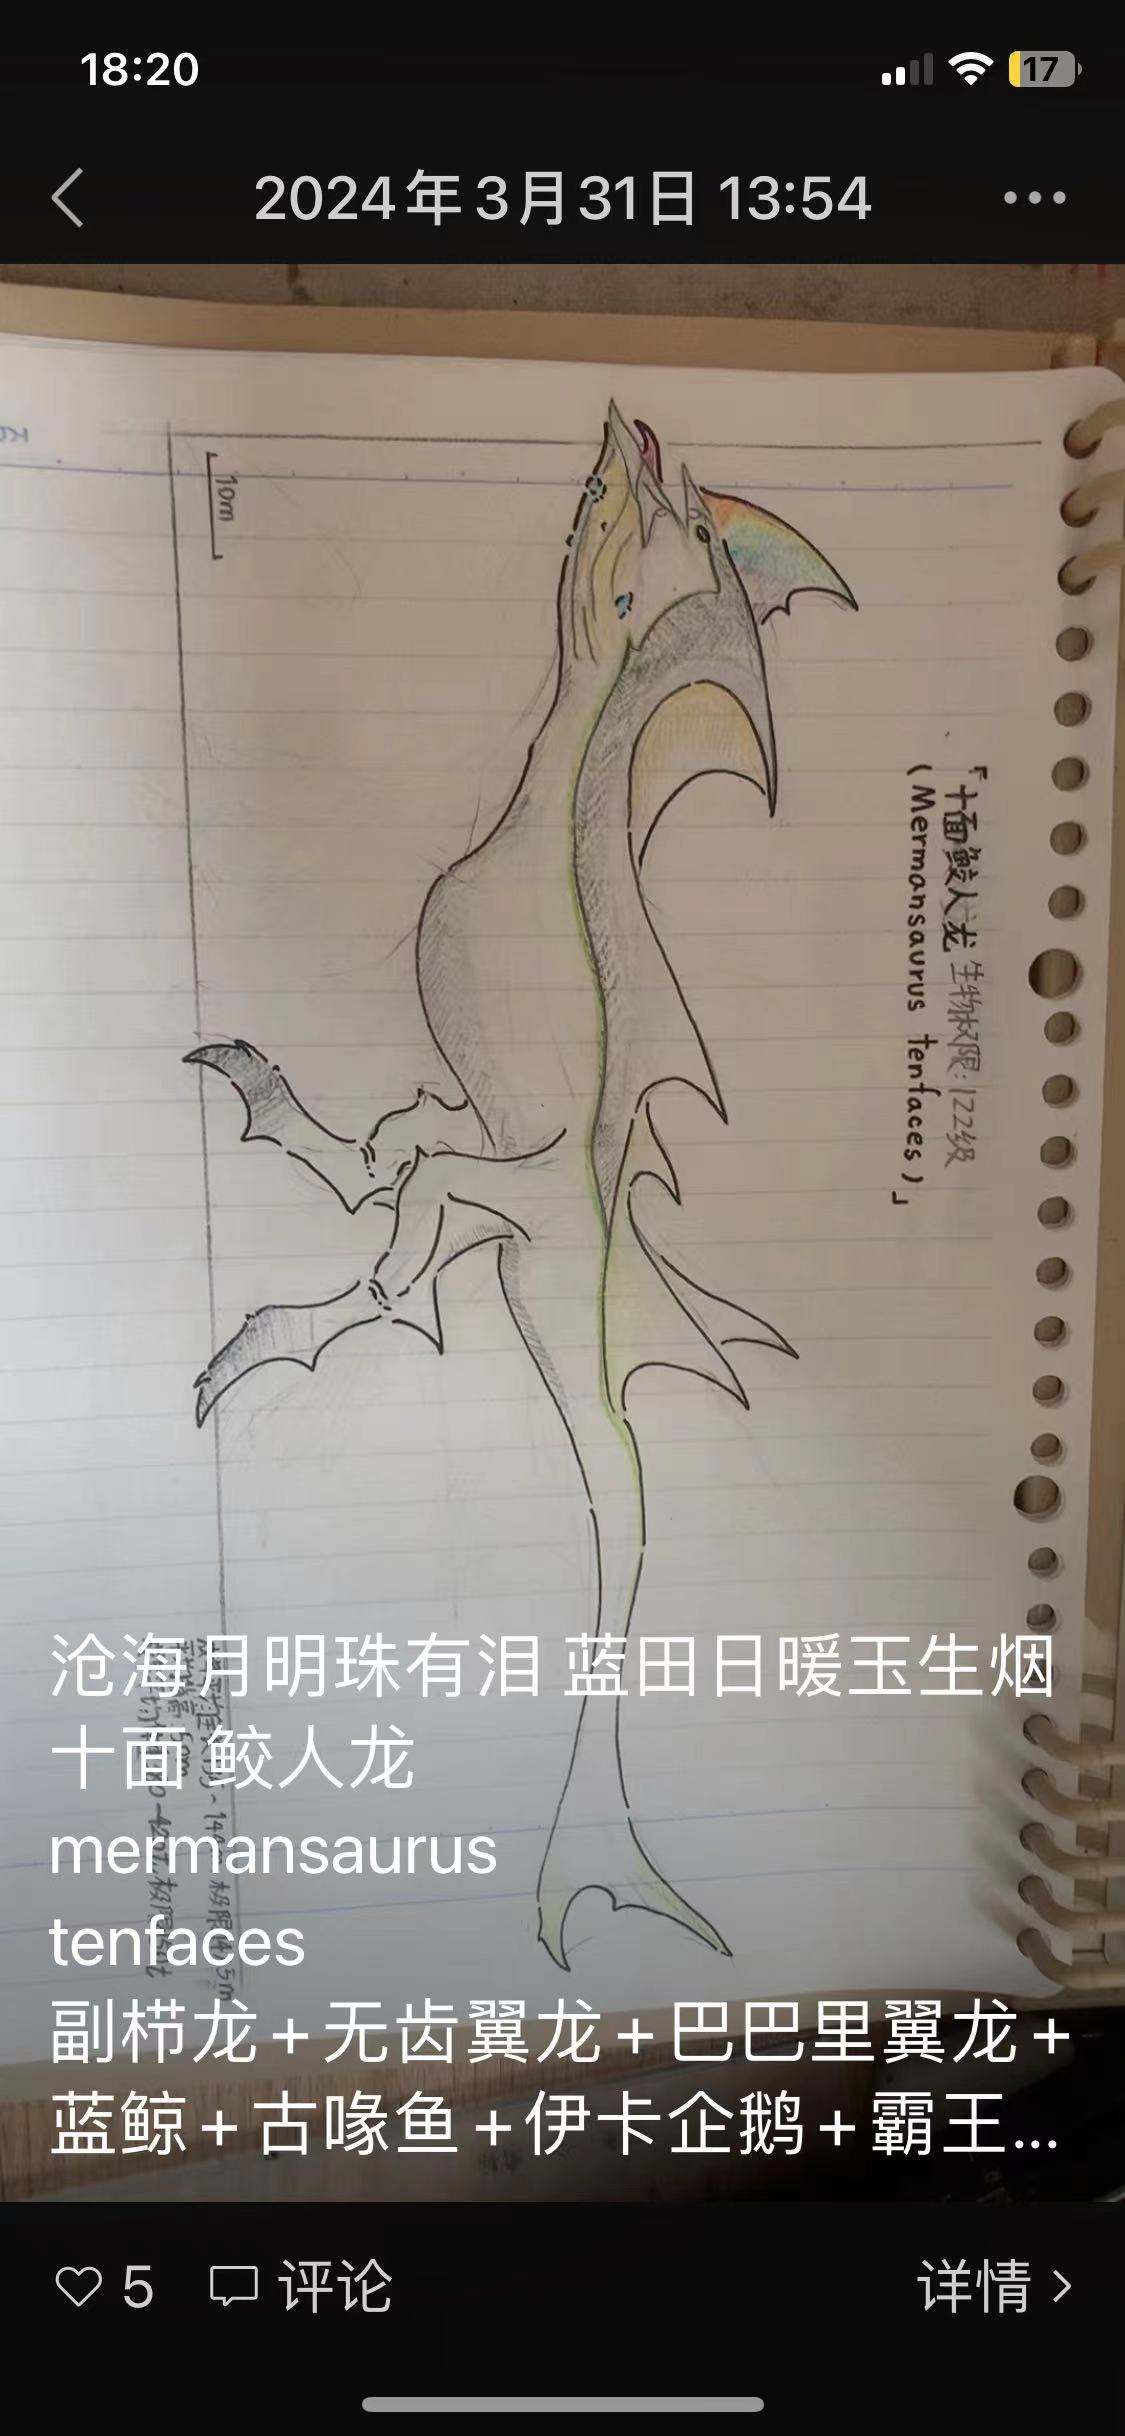 18:20
17
2024年3月31日 13:54
10m
「十面鲛人龙 生物权限:122级
(Mermansaurus tenfaces)」
沧海月明珠有泪 蓝田日暖玉生烟
十面 鲛人龙
mermansaurus
tenfaces
副栉龙+无齿翼龙+巴巴里翼龙+
蓝鲸+古喙鱼+伊卡企鹅+霸王...
5 评论 详情